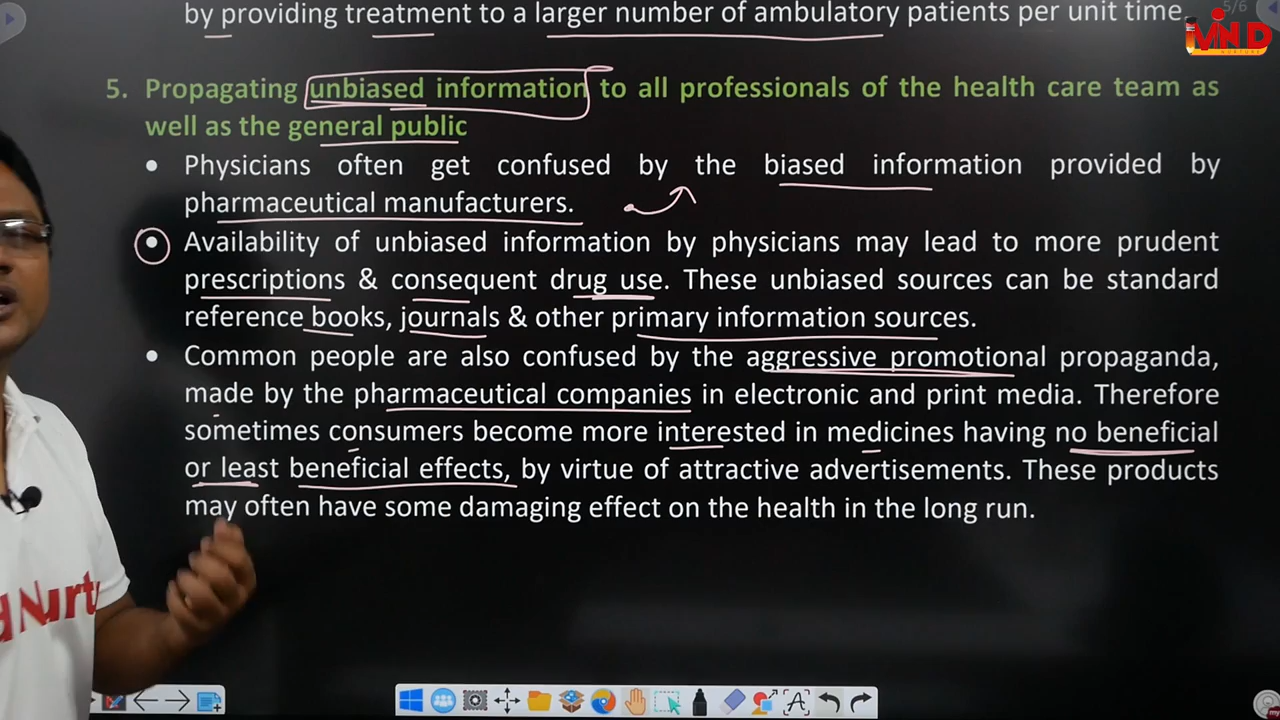 by providing treatment to a larger number of ambulatory patients per unit time.
5/6
MIND
NURTURE
5. Propagating unbiased information to all professionals of the health care team as
well as the general public
• Physicians often get confused by the biased information provided by
pharmaceutical manufacturers.
• Availability of unbiased information by physicians may lead to more prudent
prescriptions & consequent drug use. These unbiased sources can be standard
reference books, journals & other primary information sources.
• Common people are also confused by the aggressive promotional propaganda,
made by the pharmaceutical companies in electronic and print media. Therefore
sometimes consumers become more interested in medicines having no beneficial
or least beneficial effects, by virtue of attractive advertisements. These products
may often have some damaging effect on the health in the long run.
d Nurt
A